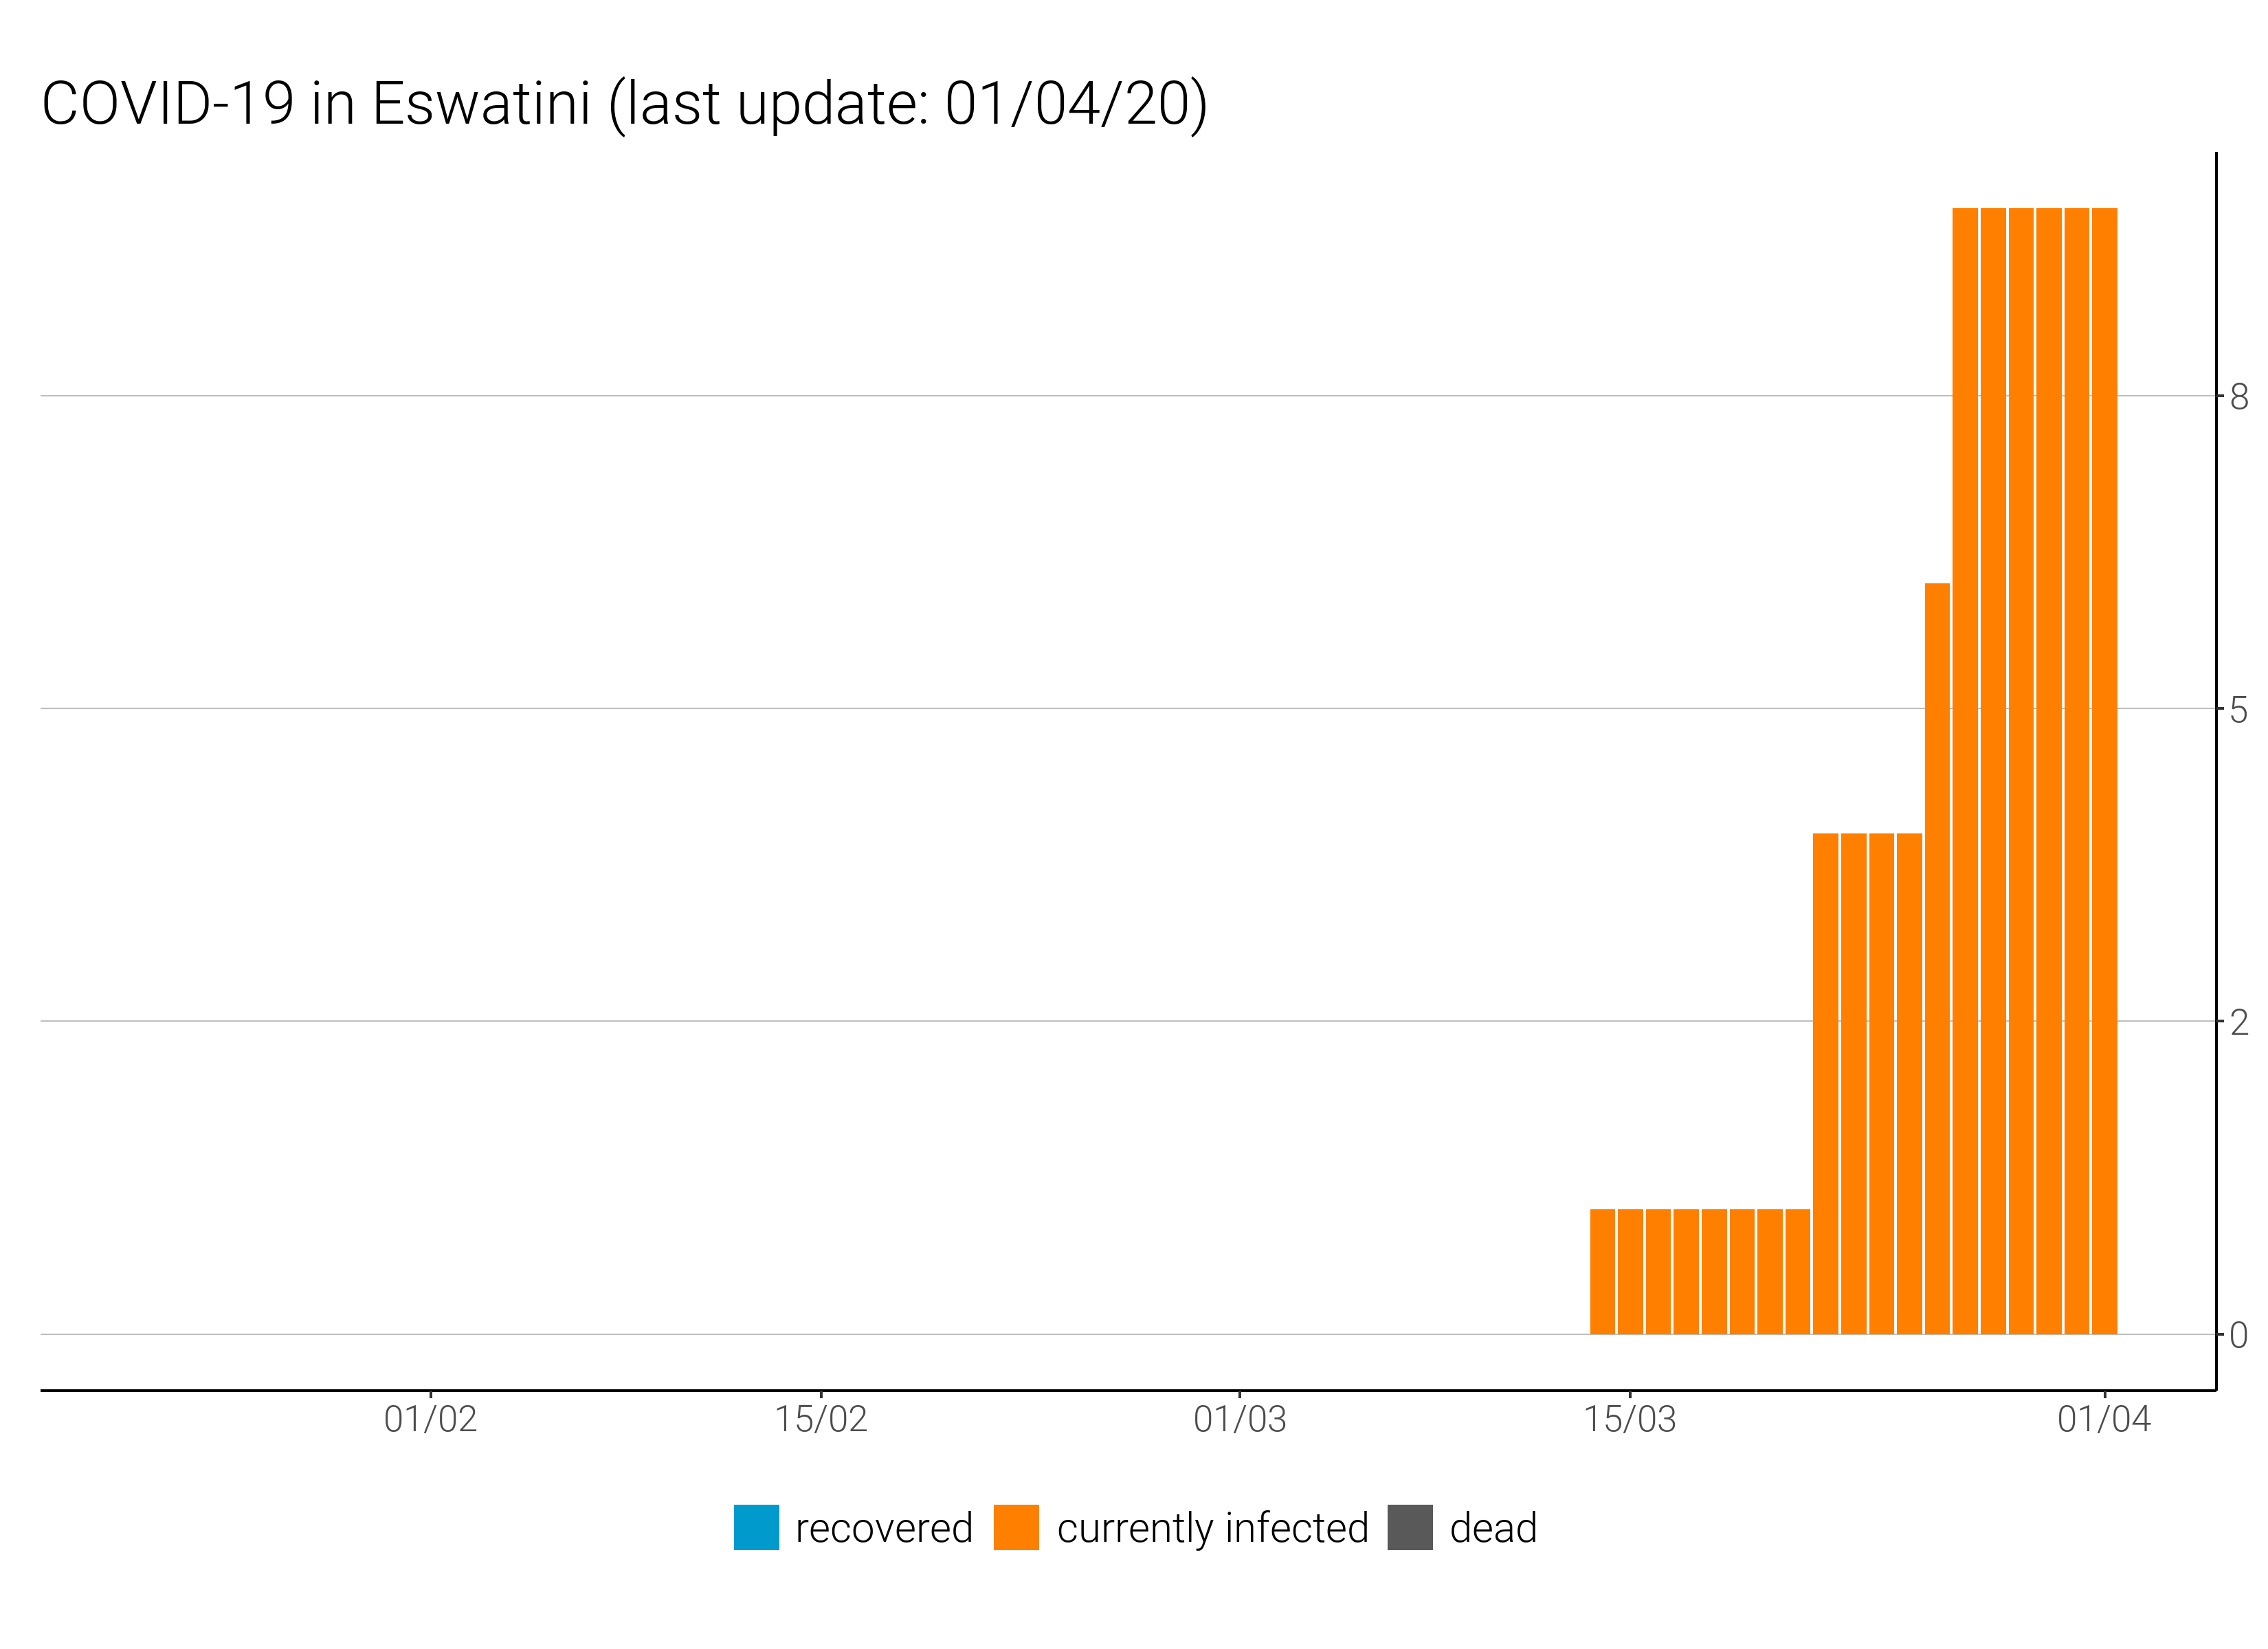 COVID-19 in Eswatini (last update: 01/04/20)
8
5
2
0
01/02 15/02 01/03 15/03 01/04
recovered currently infected dead